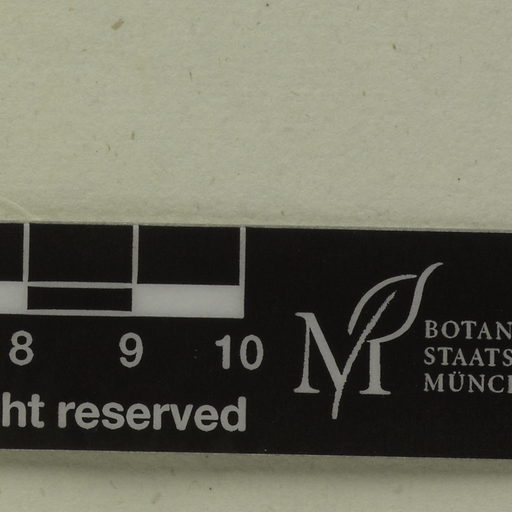 8 9 10
ht reserved
M
BOTAN
STAATS
MÜNC